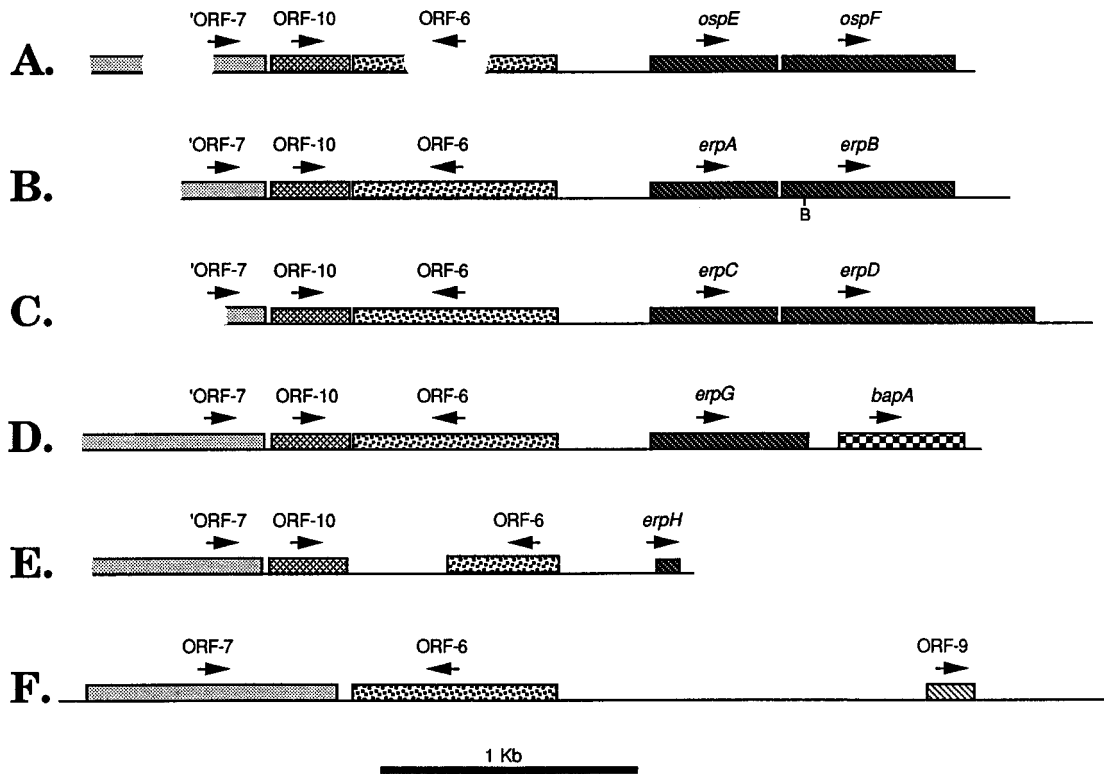 'ORF-7 ORF-10 ORF-6 ospE ospF
A.
'ORF-7 ORF-10 ORF-6 erpA erpB
B.
B
'ORF-7 ORF-10 ORF-6 erpC erpD
C.
'ORF-7 ORF-10 ORF-6 erpG bapA
D.
'ORF-7 ORF-10 ORF-6 erpH
E.
ORF-7 ORF-6 ORF-9
F.
1 Kb